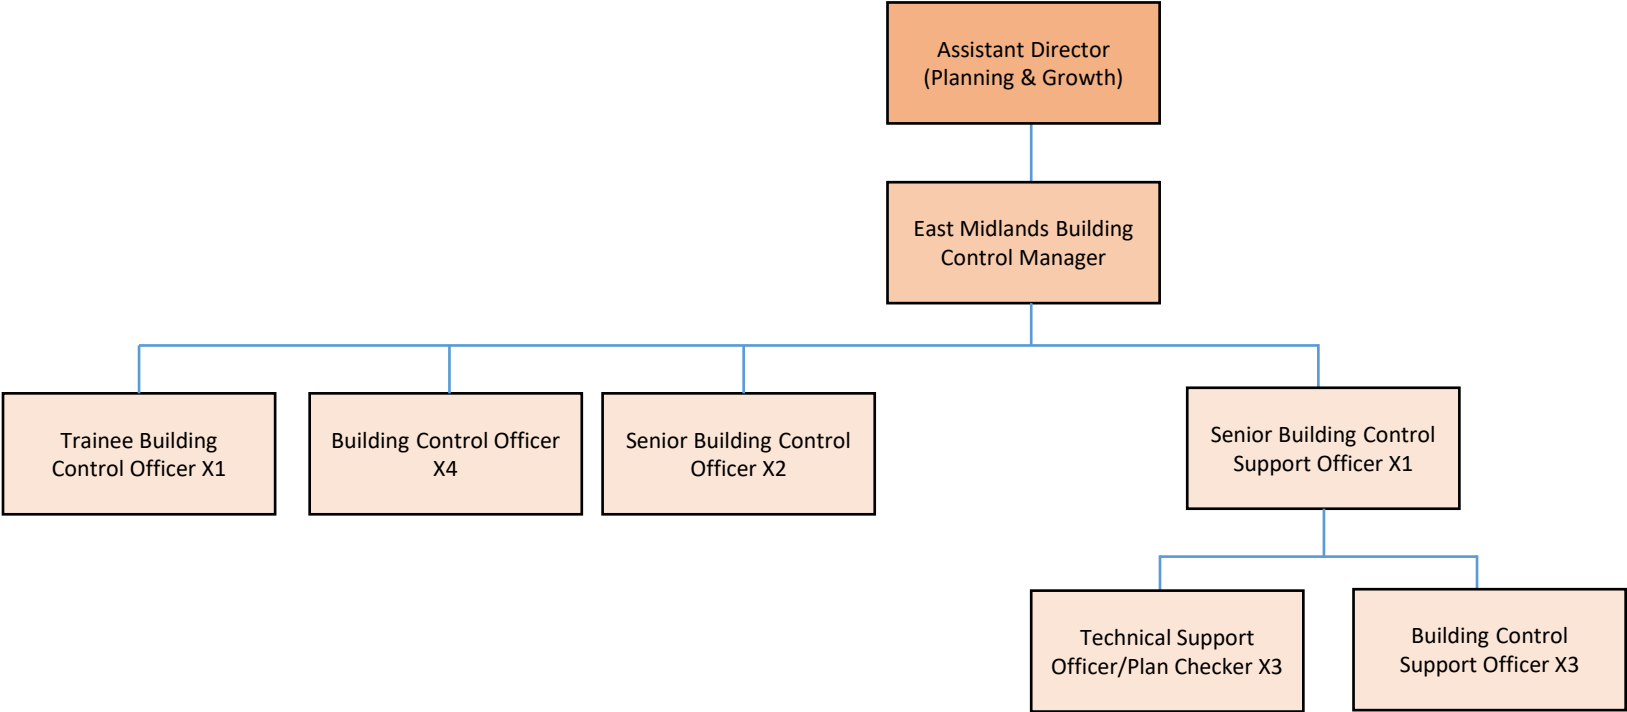 Assistant Director
(Planning & Growth)
East Midlands Building
Control Manager
Trainee Building
Control Officer X1
Building Control Officer
X4
Senior Building Control
Officer X2
Senior Building Control
Support Officer X1
Technical Support
Officer/Plan Checker X3
Building Control
Support Officer X3